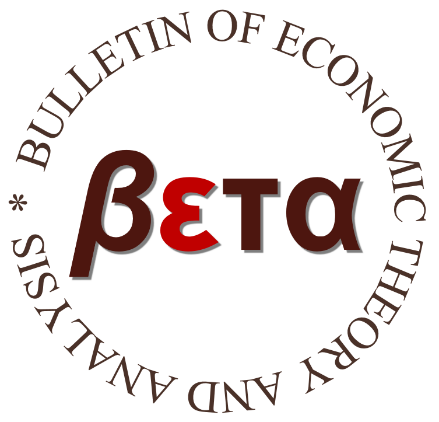 * BULLETIN OF ECONOMIC THEORY AND ANALYSIS
βετα